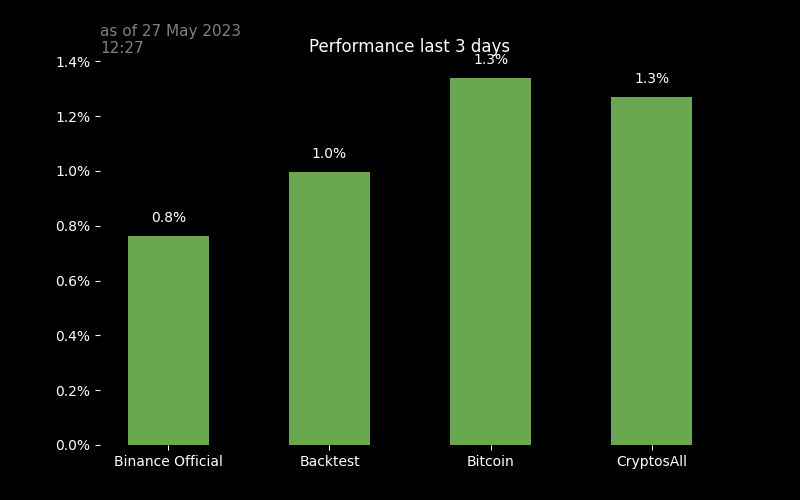 as of 27 May 2023
12:27
Performance last 3 days
1.4%
1.2%
1.0%
0.8%
0.6%
0.4%
0.2%
0.0%
0.8%
1.0%
1.3%
1.3%
Binance Official
Backtest
Bitcoin
CryptosAll